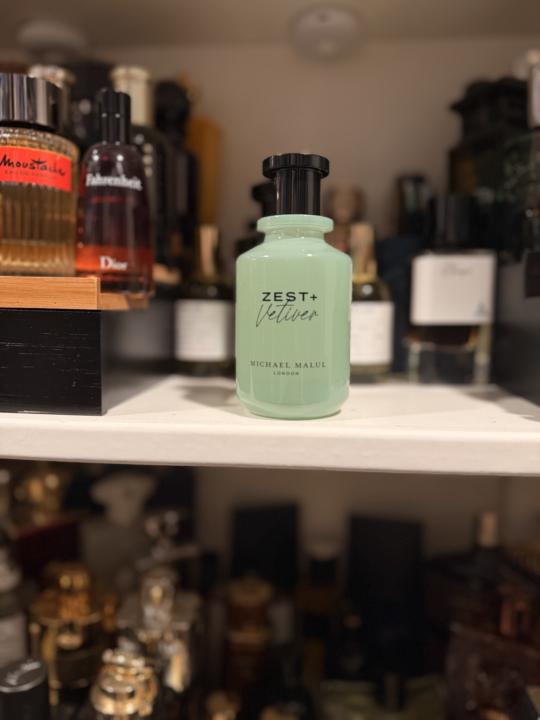 Moustache
Fahrenheit
Dior
ZEST+
Vetiver
MICHAEL MALUL
LONDON